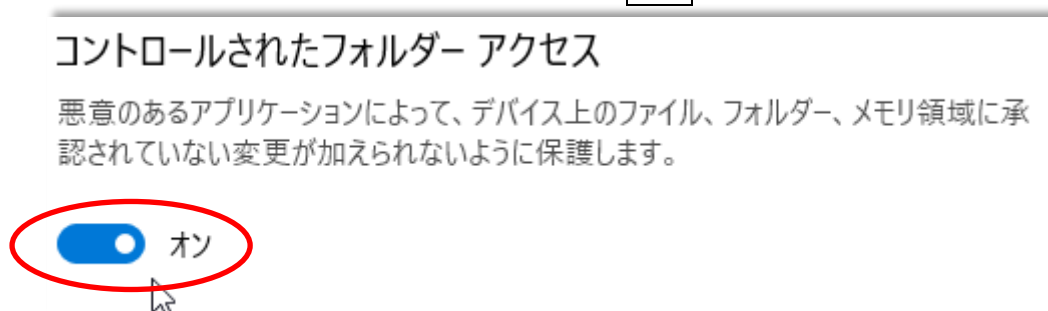 コントロールされたフォルダー アクセス
悪意のあるアプリケーションによって、デバイス上のファイル、フォルダー、メモリ領域に承
認されていない変更が加えられないように保護します。
オン